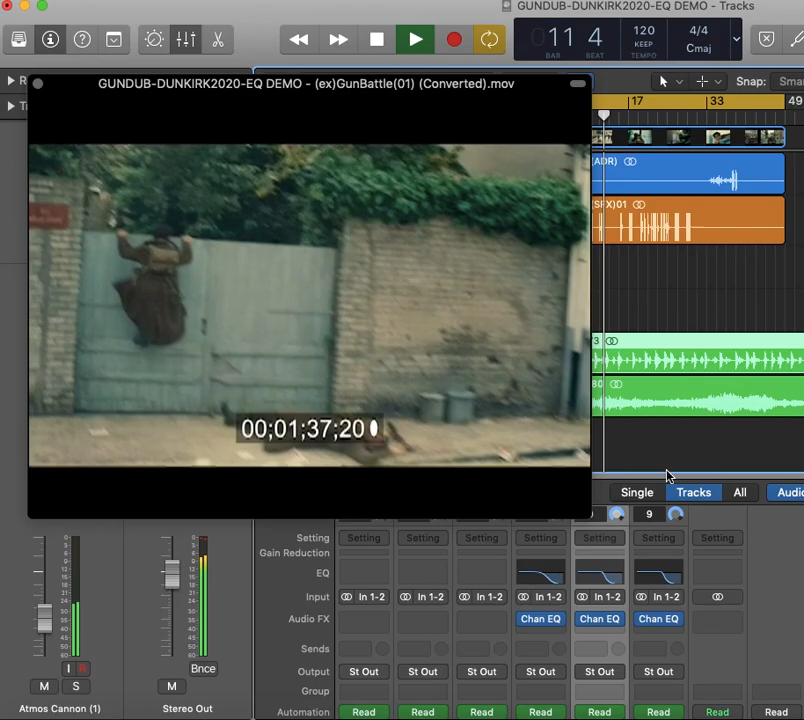 GUNDUB-DUNKIRK2020-EQ DEMO - Tracks
11 4
BAR BEAT
120
KEEP
TEMPO
4/4
Cmaj
GUNDUB-DUNKIRK2020-EQ DEMO - (ex)GunBattle(01) (Converted).mov
Snap: Sma
17 33 49
(ADR)
(SFX)01
00;01;37;20
Single Tracks All Audio
9
Setting Setting Setting Setting Setting Setting Setting Setting
Gain Reduction
EQ
Input In 1-2 In 1-2 In 1-2 In 1-2 In 1-2 In 1-2
Audio FX Chan EQ Chan EQ Chan EQ
Sends
I R Bnce
Output St Out St Out St Out St Out St Out St Out
M S M
Group
Atmos Cannon (1) Stereo Out
Automation Read Read Read Read Read Read Read Read